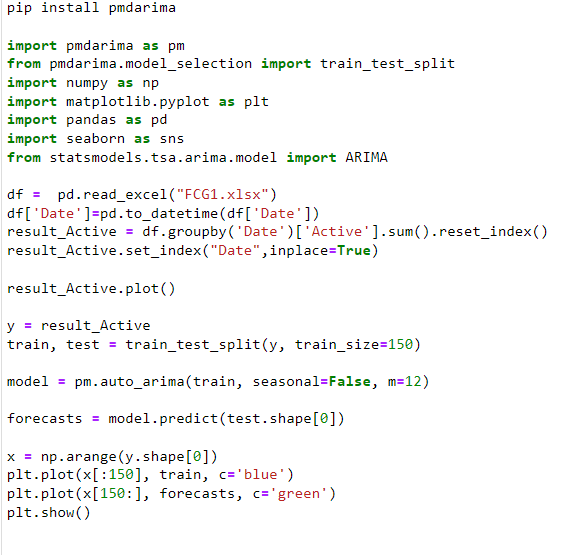 pip install pmdarima
import pmdarima as pm
from pmdarima.model_selection import train_test_split
import numpy as np
import matplotlib.pyplot as plt
import pandas as pd
import seaborn as sns
from statsmodels.tsa.arima.model import ARIMA
df =  pd.read_excel("FCG1.xlsx")
df['Date']=pd.to_datetime(df['Date'])
result_Active = df.groupby('Date')['Active'].sum().reset_index()
result_Active.set_index("Date",inplace=True)
result_Active.plot()
y = result_Active
train, test = train_test_split(y, train_size=150)
model = pm.auto_arima(train, seasonal=False, m=12)
forecasts = model.predict(test.shape[0])
x = np.arange(y.shape[0])
plt.plot(x[:150], train, c='blue')
plt.plot(x[150:], forecasts, c='green')
plt.show()